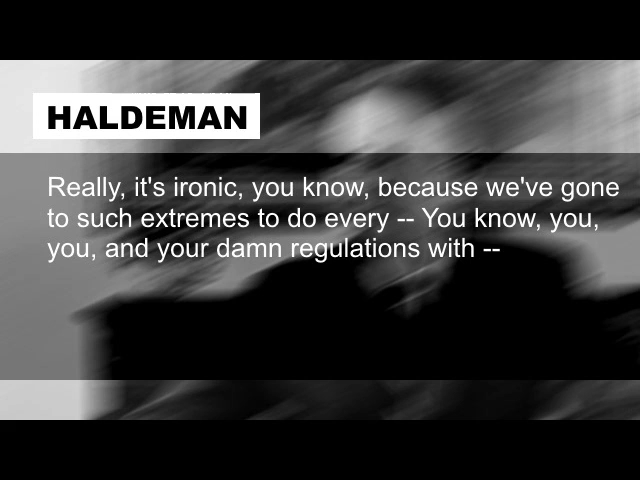 HALDEMAN
Really, it's ironic, you know, because we've gone
to such extremes to do every -- You know, you,
you, and your damn regulations with --